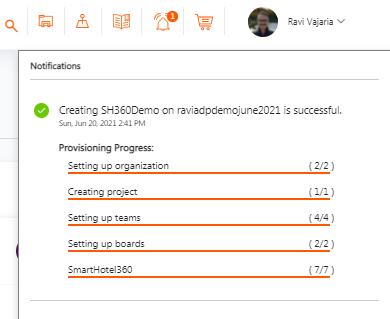 1
Ravi Vajaria
Notifications
Creating SH360Demo on raviadpdemojune2021 is successful.
Sun, Jun 20, 2021 2:41 PM
Provisioning Progress:
Setting up organization ( 2/2 )
Creating project ( 1/1 )
Setting up teams ( 4/4 )
Setting up boards ( 2/2 )
SmartHotel360 ( 7/7 )